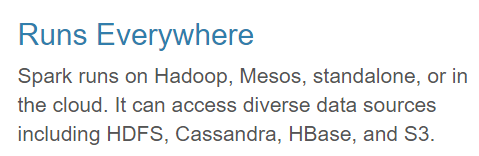 Runs Everywhere
Spark runs on Hadoop, Mesos, standalone, or in
the cloud. It can access diverse data sources
including HDFS, Cassandra, HBase, and S3.